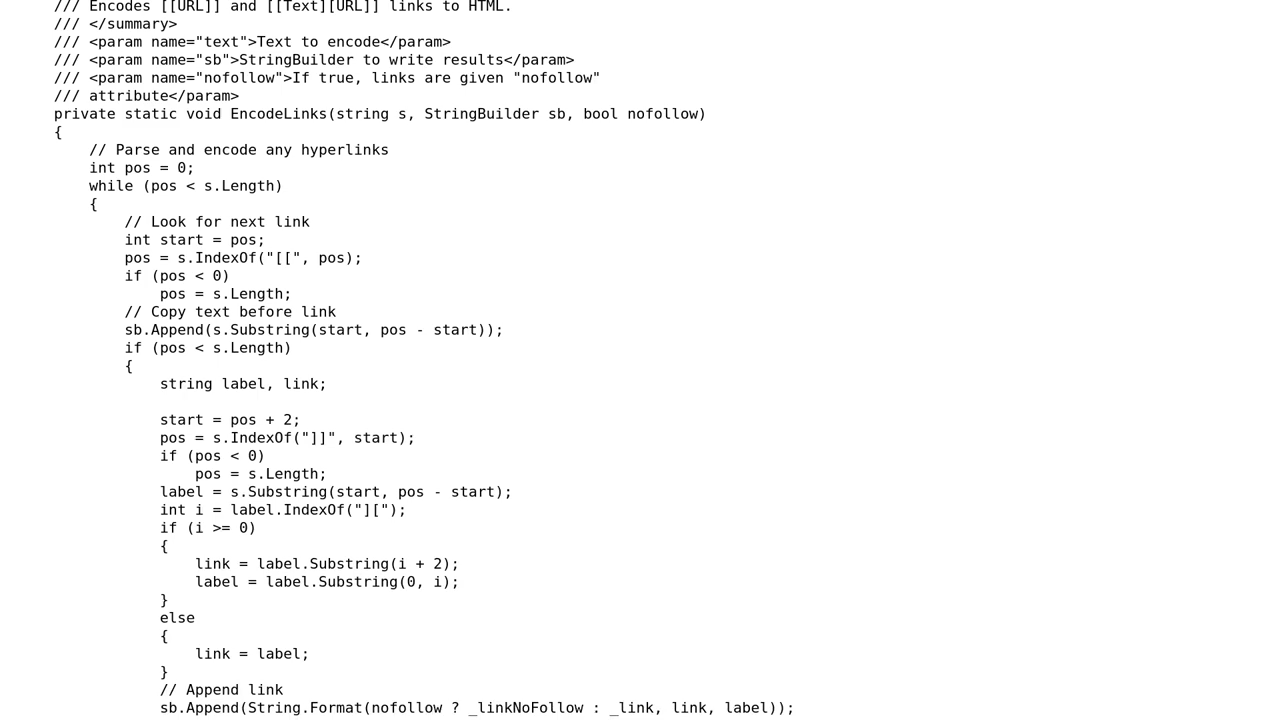 /// Encodes [[URL]] and [[Text][URL]] links to HTML.
/// </summary>
/// <param name="text">Text to encode</param>
/// <param name="sb">StringBuilder to write results</param>
/// <param name="nofollow">If true, links are given "nofollow"
/// attribute</param>
private static void EncodeLinks(string s, StringBuilder sb, bool nofollow)
{
    // Parse and encode any hyperlinks
    int pos = 0;
    while (pos < s.Length)
    {
        // Look for next link
        int start = pos;
        pos = s.IndexOf("[[", pos);
        if (pos < 0)
            pos = s.Length;
        // Copy text before link
        sb.Append(s.Substring(start, pos - start));
        if (pos < s.Length)
        {
            string label, link;

            start = pos + 2;
            pos = s.IndexOf("]]", start);
            if (pos < 0)
                pos = s.Length;
            label = s.Substring(start, pos - start);
            int i = label.IndexOf("][");
            if (i >= 0)
            {
                link = label.Substring(i + 2);
                label = label.Substring(0, i);
            }
            else
            {
                link = label;
            }
            // Append link
            sb.Append(String.Format(nofollow ? _linkNoFollow : _link, link, label));